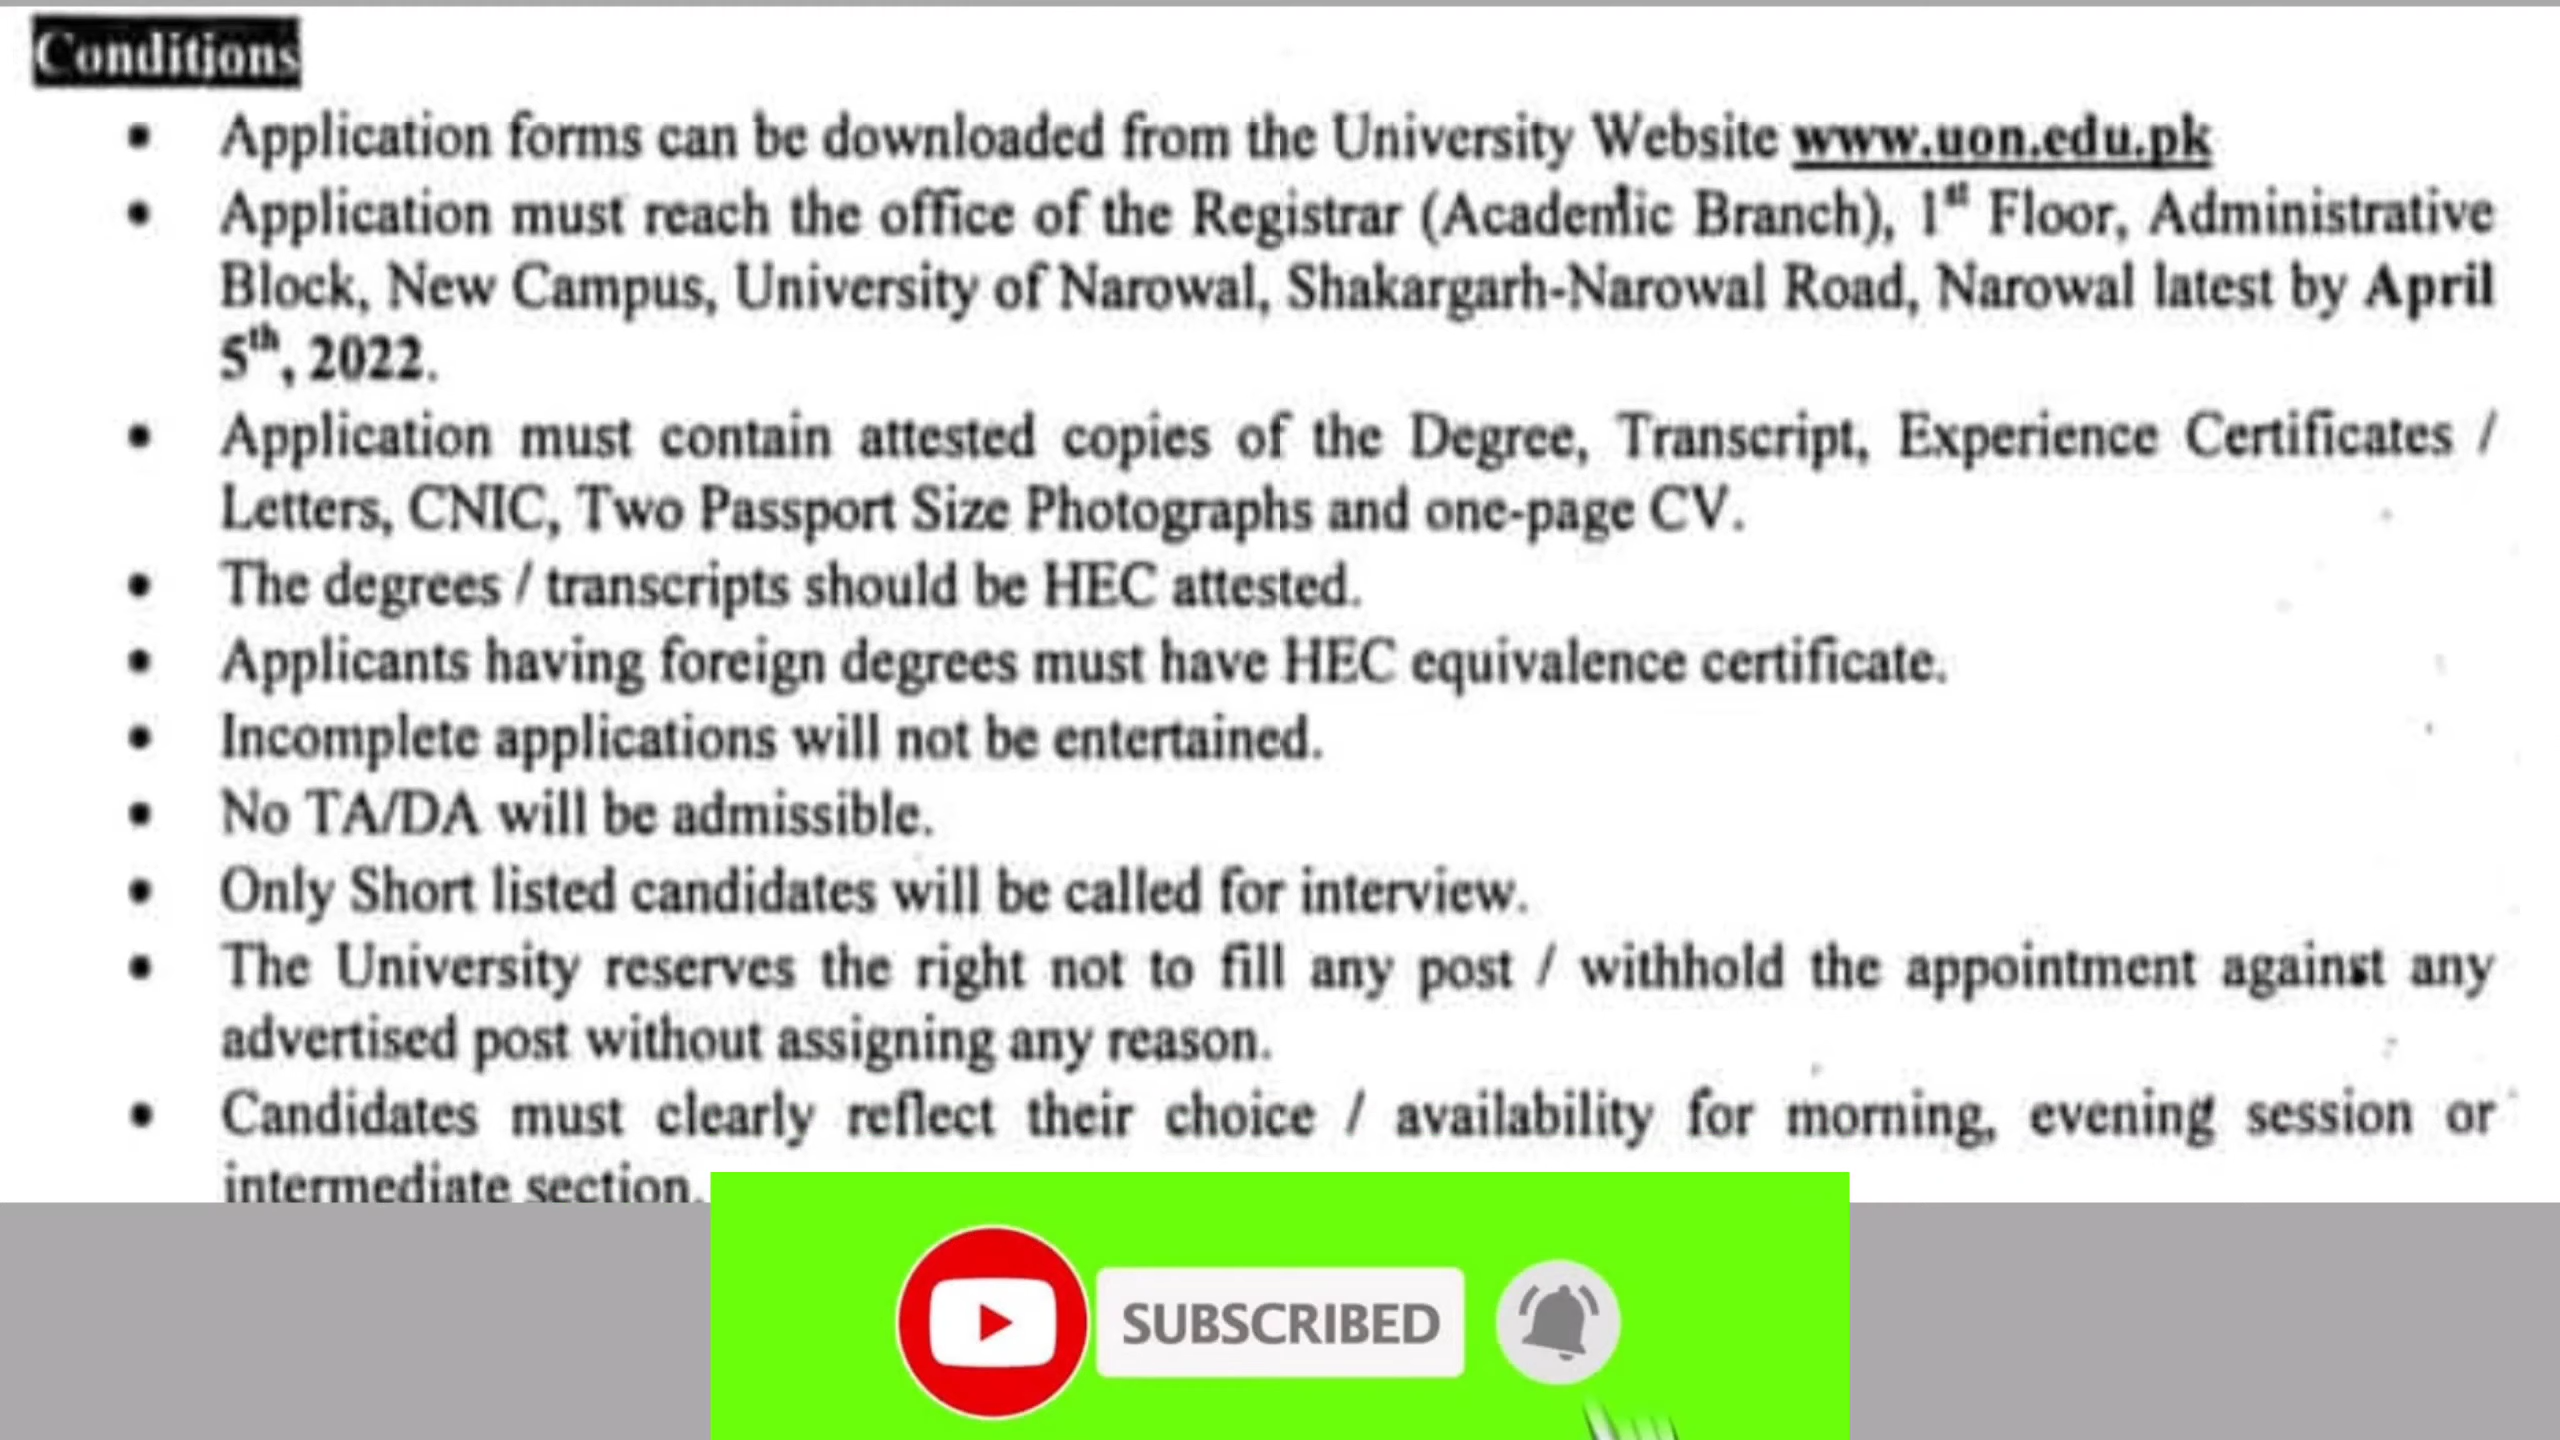 Conditions
• Application forms can be downloaded from the University Website www.uon.edu.pk
• Application must reach the office of the Registrar (Academic Branch), 1st Floor, Administrative
Block, New Campus, University of Narowal, Shakargarh-Narowal Road, Narowal latest by April
5th, 2022.
• Application must contain attested copies of the Degree, Transcript, Experience Certificates /
Letters, CNIC, Two Passport Size Photographs and one-page CV.
• The degrees / transcripts should be HEC attested.
• Applicants having foreign degrees must have HEC equivalence certificate.
• Incomplete applications will not be entertained.
• No TA/DA will be admissible.
• Only Short listed candidates will be called for interview.
• The University reserves the right not to fill any post / withhold the appointment against any
advertised post without assigning any reason.
• Candidates must clearly reflect their choice / availability for morning, evening session or
intermediate section.
SUBSCRIBED